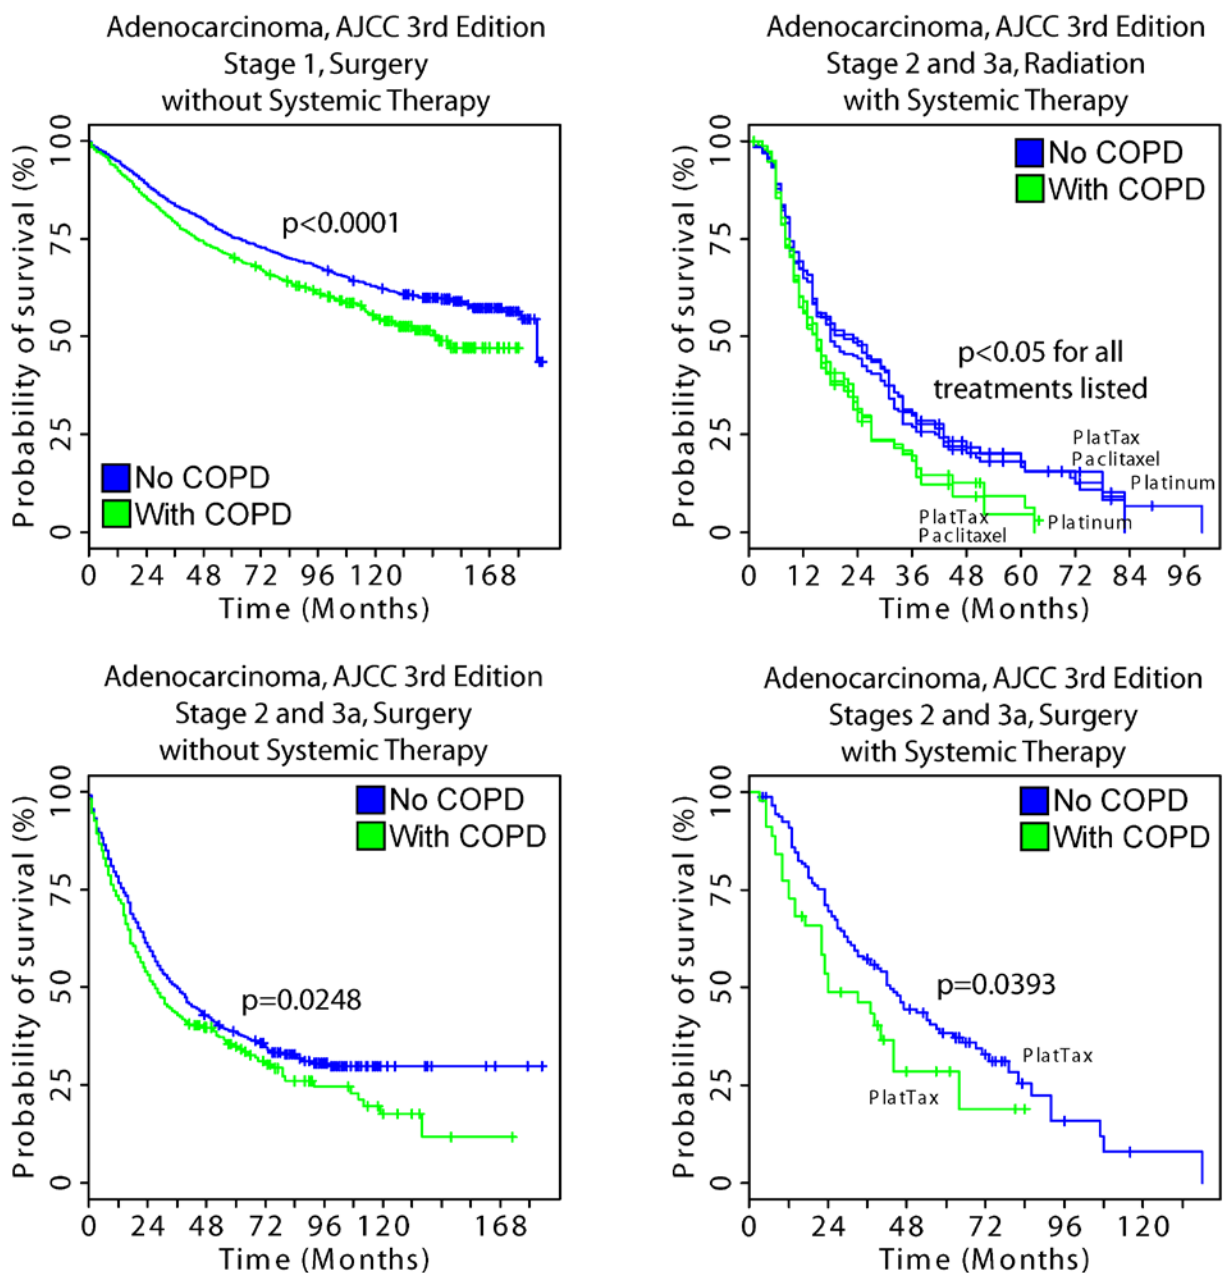 Adenocarcinoma, AJCC 3rd Edition
Stage 1, Surgery
without Systemic Therapy
Probability of survival (%)
100
75
50
25
0
p<0.0001
No COPD
With COPD
0 24 48 72 96 120 168
Time (Months)
Adenocarcinoma, AJCC 3rd Edition
Stage 2 and 3a, Radiation
with Systemic Therapy
Probability of survival (%)
100
75
50
25
0
No COPD
With COPD
p<0.05 for all
treatments listed
PlatTax
Paclitaxel
Platinum
PlatTax
Paclitaxel
Platinum
0 12 24 36 48 60 72 84 96
Time (Months)
Adenocarcinoma, AJCC 3rd Edition
Stage 2 and 3a, Surgery
without Systemic Therapy
Probability of survival (%)
100
75
50
25
0
No COPD
With COPD
p=0.0248
0 24 48 72 96 120 168
Time (Months)
Adenocarcinoma, AJCC 3rd Edition
Stages 2 and 3a, Surgery
with Systemic Therapy
Probability of survival (%)
100
75
50
25
0
No COPD
With COPD
p=0.0393
PlatTax
PlatTax
0 24 48 72 96 120
Time (Months)